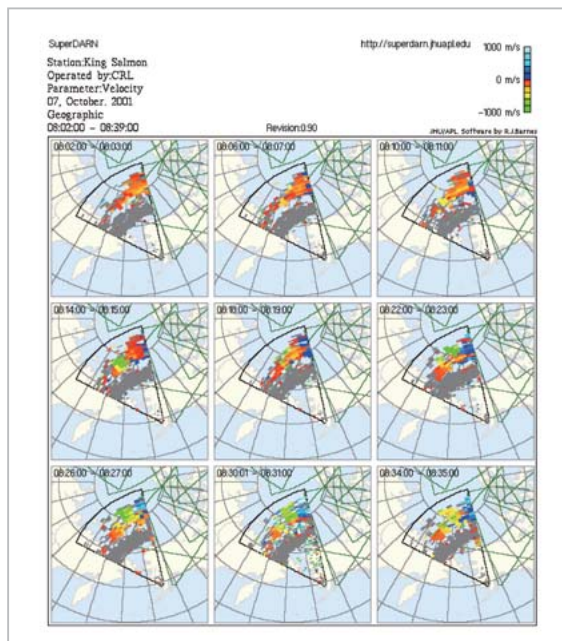 SuperDARN
http://superdarn.jhuapl.edu
1000 m/s
0 m/s
-1000 m/s
Station:King Salmon
Operated by:CRL
Parameter:Velocity
07, October. 2001
Geographic
08:02:00 - 08:39:00
Revision:0.90
JHU/APL Software by R.J.Barnes
08:02:00 - 08:03:00
08:06:00 - 08:07:00
08:10:00 - 08:11:00
08:14:00 - 08:15:00
08:18:00 - 08:19:00
08:22:00 - 08:23:00
08:26:00 - 08:27:00
08:30:01 - 08:31:00
08:34:00 - 08:35:00